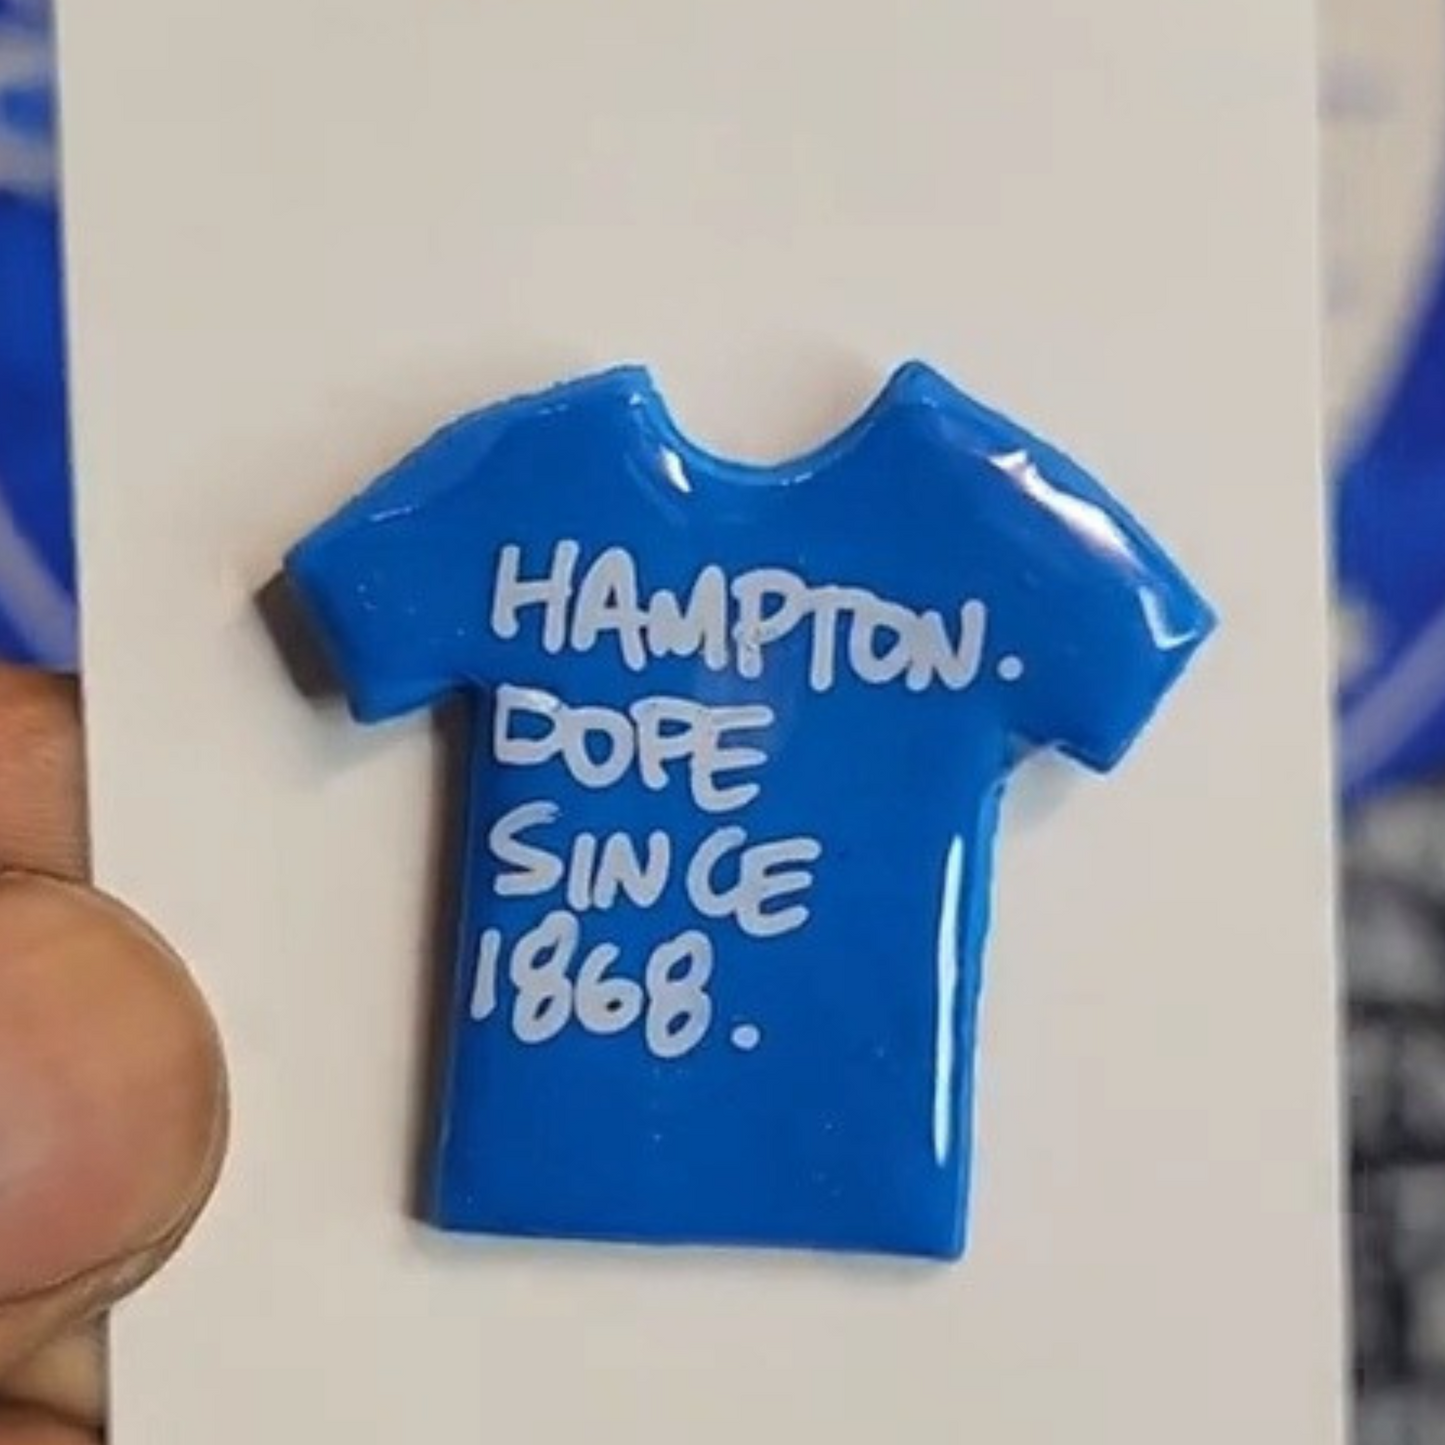 HAMPTON.
DOPE
SINCE
1868.